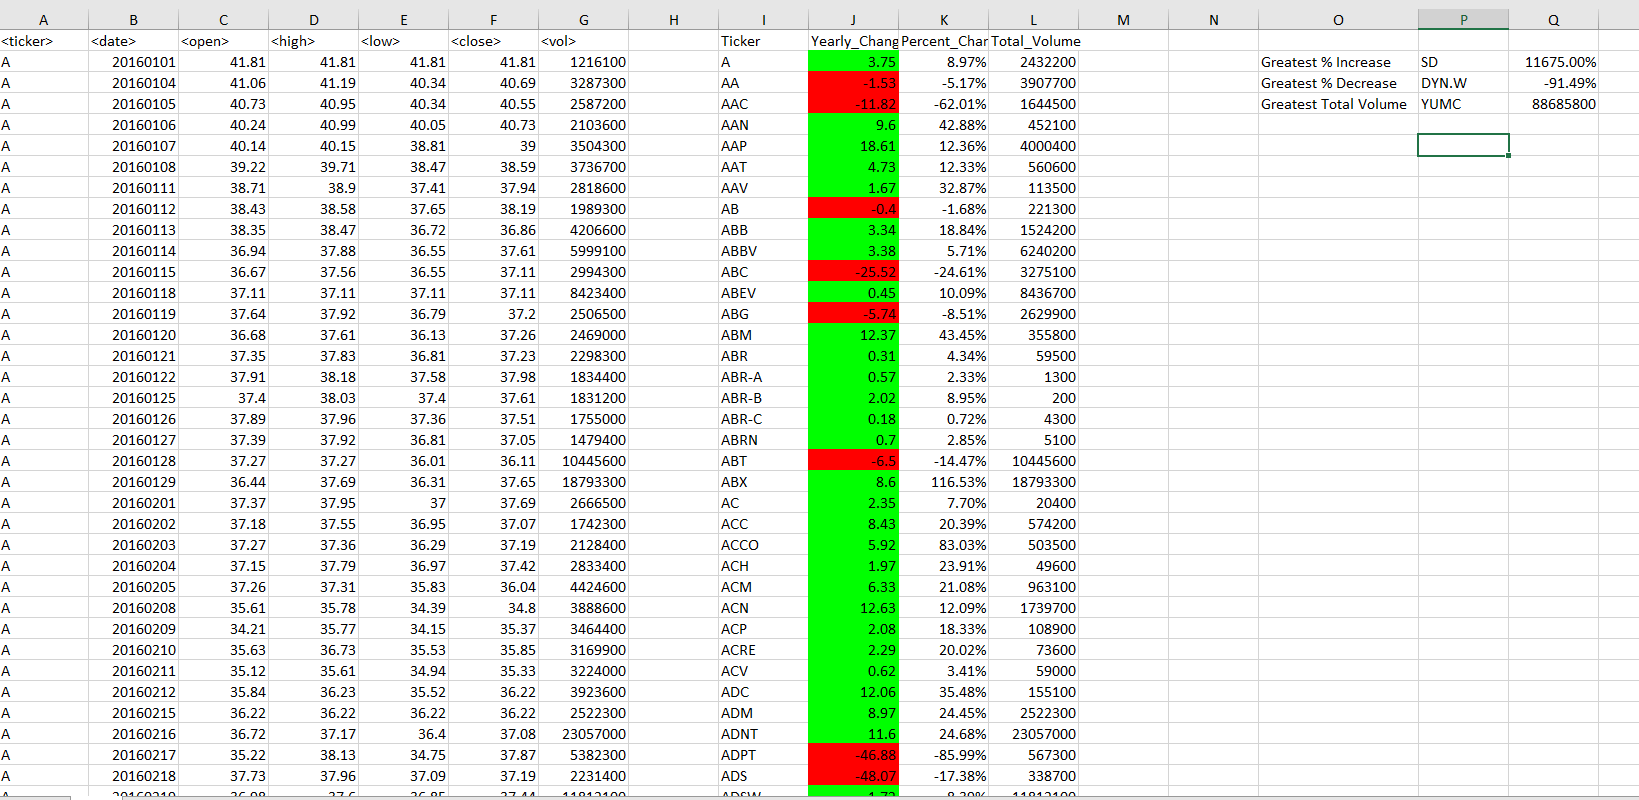 A B C D E F G H I J K L M N O P Q
<ticker> <date> <open> <high> <low> <close> <vol> Ticker Yearly_Chang Percent_Char Total_Volume
A 20160101 41.81 41.81 41.81 41.81 1216100 A 3.75 8.97% 2432200 Greatest % Increase SD 11675.00%
A 20160104 41.06 41.19 40.34 40.69 3287300 AA -1.53 -5.17% 3907700 Greatest % Decrease DYN.W -91.49%
A 20160105 40.73 40.95 40.34 40.55 2587200 AAC -11.82 -62.01% 1644500 Greatest Total Volume YUMC 88685800
A 20160106 40.24 40.99 40.05 40.73 2103600 AAN 9.6 42.88% 452100
A 20160107 40.14 40.15 38.81 39 3504300 AAP 18.61 12.36% 4000400
A 20160108 39.22 39.71 38.47 38.59 3736700 AAT 4.73 12.33% 560600
A 20160111 38.71 38.9 37.41 37.94 2818600 AAV 1.67 32.87% 113500
A 20160112 38.43 38.58 37.65 38.19 1989300 AB -0.4 -1.68% 221300
A 20160113 38.35 38.47 36.72 36.86 4206600 ABB 3.34 18.84% 1524200
A 20160114 36.94 37.88 36.55 37.61 5999100 ABBV 3.38 5.71% 6240200
A 20160115 36.67 37.56 36.55 37.11 2994300 ABC -25.52 -24.61% 3275100
A 20160118 37.11 37.11 37.11 37.11 8423400 ABEV 0.45 10.09% 8436700
A 20160119 37.64 37.92 36.79 37.2 2506500 ABG -5.74 -8.51% 2629900
A 20160120 36.68 37.61 36.13 37.26 2469000 ABM 12.37 43.45% 355800
A 20160121 37.35 37.83 36.81 37.23 2298300 ABR 0.31 4.34% 59500
A 20160122 37.91 38.18 37.58 37.98 1834400 ABR-A 0.57 2.33% 1300
A 20160125 37.4 38.03 37.4 37.61 1831200 ABR-B 2.02 8.95% 200
A 20160126 37.89 37.96 37.36 37.51 1755000 ABR-C 0.18 0.72% 4300
A 20160127 37.39 37.92 36.81 37.05 1479400 ABRN 0.7 2.85% 5100
A 20160128 37.27 37.27 36.01 36.11 10445600 ABT -6.5 -14.47% 10445600
A 20160129 36.44 37.69 36.31 37.65 18793300 ABX 8.6 116.53% 18793300
A 20160201 37.37 37.95 37 37.69 2666500 AC 2.35 7.70% 20400
A 20160202 37.18 37.55 36.95 37.07 1742300 ACC 8.43 20.39% 574200
A 20160203 37.27 37.36 36.29 37.19 2128400 ACCO 5.92 83.03% 503500
A 20160204 37.15 37.79 36.97 37.42 2833400 ACH 1.97 23.91% 49600
A 20160205 37.26 37.31 35.83 36.04 4424600 ACM 6.33 21.08% 963100
A 20160208 35.61 35.78 34.39 34.8 3888600 ACN 12.63 12.09% 1739700
A 20160209 34.21 35.77 34.15 35.37 3464400 ACP 2.08 18.33% 108900
A 20160210 35.63 36.73 35.53 35.85 3169900 ACRE 2.29 20.02% 73600
A 20160211 35.12 35.61 34.94 35.33 3224000 ACV 0.62 3.41% 59000
A 20160212 35.84 36.23 35.52 36.22 3923600 ADC 12.06 35.48% 155100
A 20160215 36.22 36.22 36.22 36.22 2522300 ADM 8.97 24.45% 2522300
A 20160216 36.72 37.17 36.4 37.08 23057000 ADNT 11.6 24.68% 23057000
A 20160217 35.22 38.13 34.75 37.87 5382300 ADPT -46.88 -85.99% 567300
A 20160218 37.73 37.96 37.09 37.19 2231400 ADS -48.07 -17.38% 338700